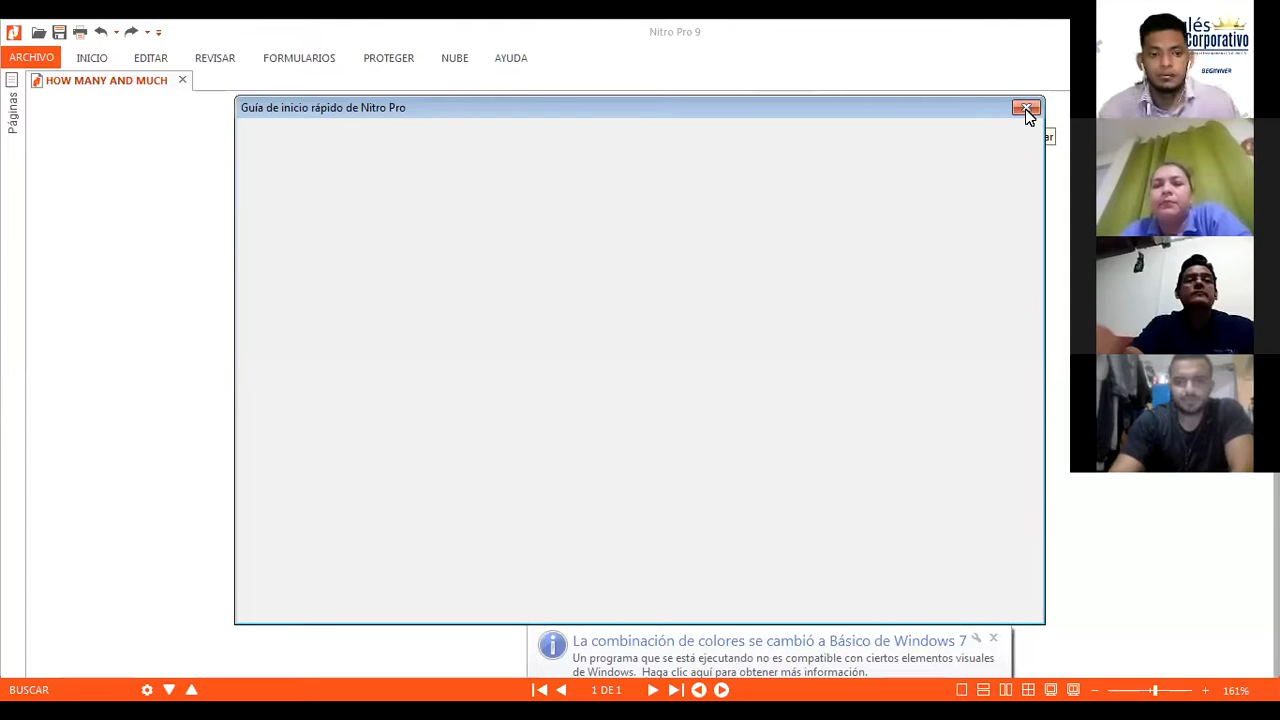 Nitro Pro 9
ARCHIVO INICIO EDITAR REVISAR FORMULARIOS PROTEGER NUBE AYUDA
HOW MANY AND MUCH
Páginas
Guía de inicio rápido de Nitro Pro
ar
Corporativo
BEGINNER
La combinación de colores se cambió a Básico de Windows 7
Un programa que se está ejecutando no es compatible con ciertos elementos visuales
de Windows. Haga clic aquí para obtener más información.
BUSCAR
1 DE 1
161%